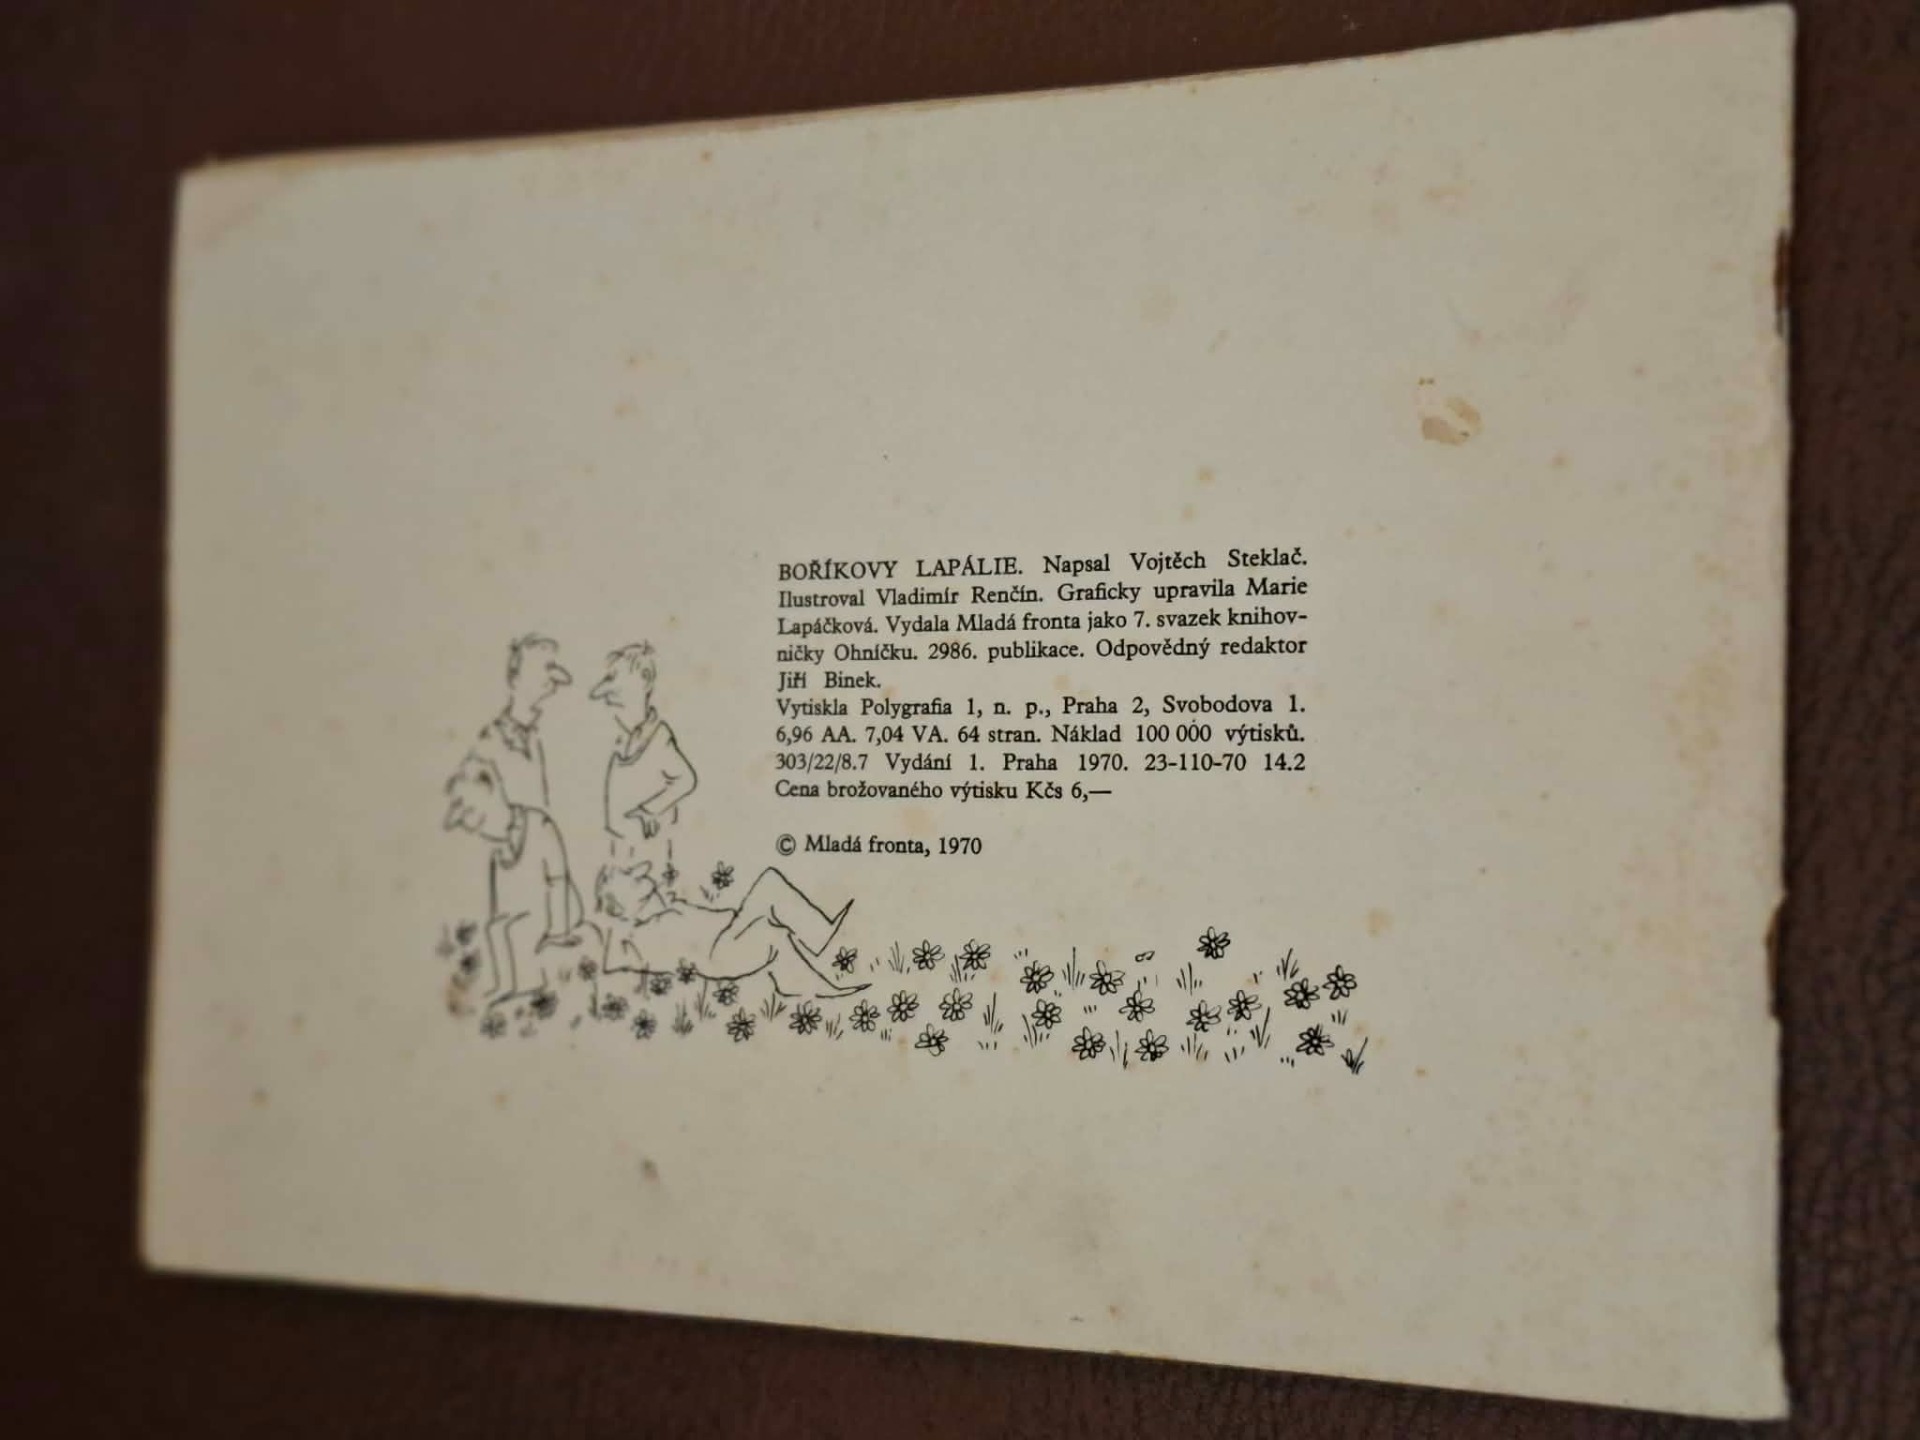 BOŘÍKOVY LAPÁLIE. Napsal Vojtěch Steklač.
Ilustroval Vladimír Renčín. Graficky upravila Marie
Lapáčková. Vydala Mladá fronta jako 7. svazek knihov-
ničky Ohníčku. 2986. publikace. Odpovědný redaktor
Jiří Binek.
Vytiskla Polygrafia 1, n. p., Praha 2, Svobodova 1.
6,96 AA. 7,04 VA. 64 stran. Náklad 100 000 výtisků.
303/22/8.7 Vydání 1. Praha 1970. 23-110-70 14.2
Cena brožovaného výtisku Kčs 6,—
© Mladá fronta, 1970